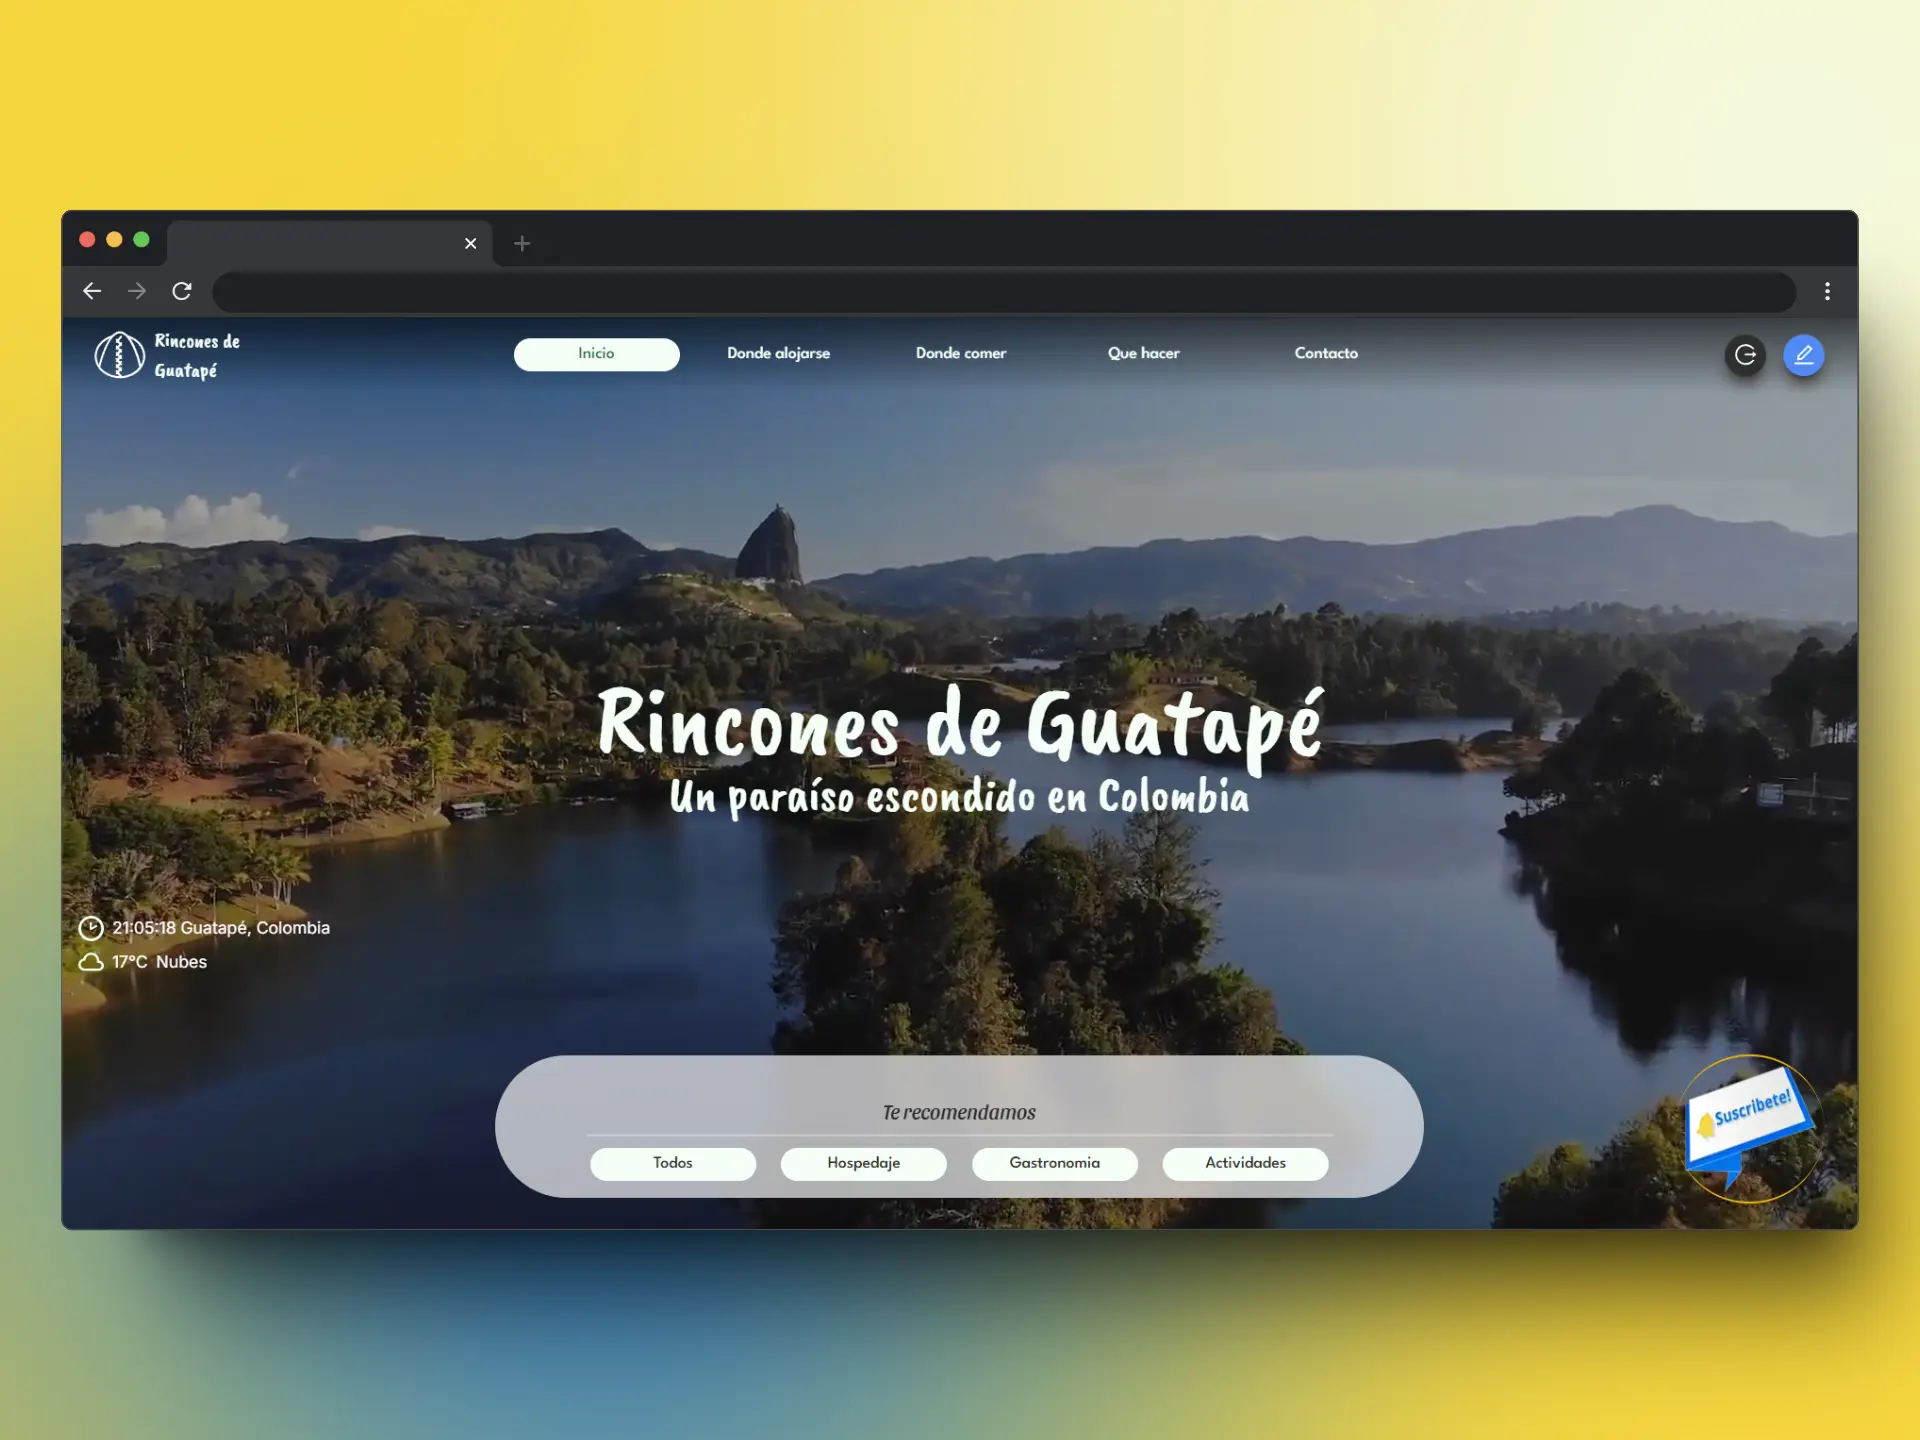 Rincones de
Guatapé
Inicio
Donde alojarse
Donde comer
Que hacer
Contacto
Rincones de Guatapé
Un paraíso escondido en Colombia
21:05:18 Guatapé, Colombia
17°C Nubes
Te recomendamos
Todos
Hospedaje
Gastronomia
Actividades
Suscribete!